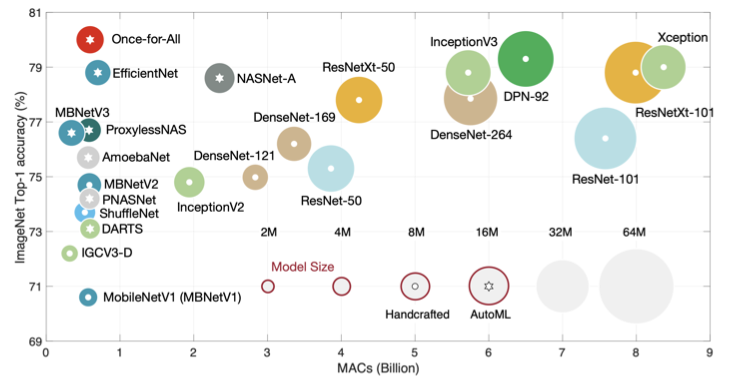 81
79
77
75
73
71
69
ImageNet Top-1 accuracy (%)
Once-for-All
EfficientNet
NASNet-A
ResNetXt-50
InceptionV3
Xception
DPN-92
ResNetXt-101
MBNetV3
ProxylessNAS
DenseNet-169
DenseNet-264
AmoebaNet
DenseNet-121
ResNet-101
MBNetV2
PNASNet
InceptionV2
ResNet-50
ShuffleNet
DARTS
2M 4M 8M 16M 32M 64M
IGCV3-D
Model Size
MobileNetV1 (MBNetV1)
Handcrafted
AutoML
0 1 2 3 4 5 6 7 8 9
MACs (Billion)